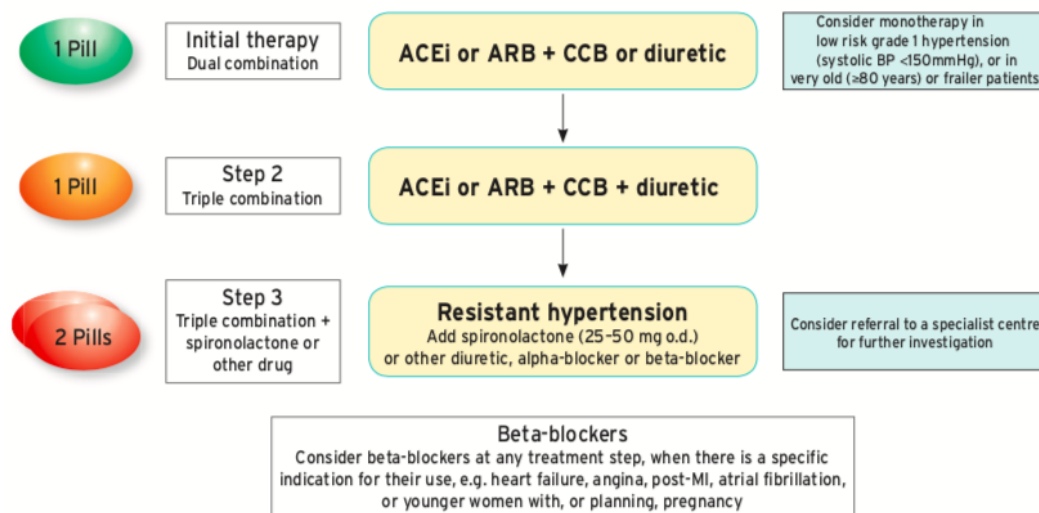 1 Pill
Initial therapy
Dual combination
ACEi or ARB + CCB or diuretic
Consider monotherapy in
low risk grade 1 hypertension
(systolic BP <150mmHg), or in
very old (≥80 years) or frailer patients
1 Pill
Step 2
Triple combination
ACEi or ARB + CCB + diuretic
2 Pills
Step 3
Triple combination +
spironolactone or
other drug
Resistant hypertension
Add spironolactone (25–50 mg o.d.)
or other diuretic, alpha-blocker or beta-blocker
Consider referral to a specialist centre
for further investigation
Beta-blockers
Consider beta-blockers at any treatment step, when there is a specific
indication for their use, e.g. heart failure, angina, post-MI, atrial fibrillation,
or younger women with, or planning, pregnancy